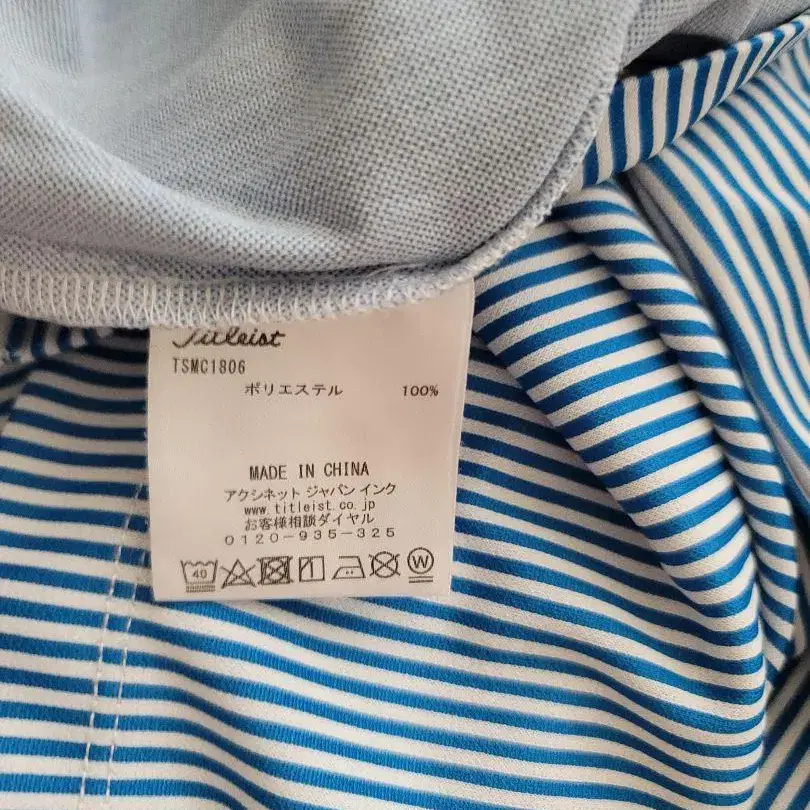 Titleist
TSMC1806
ポリエステル 100%
MADE IN CHINA
アクシネット ジャパン インク
www.titleist.co.jp
お客様相談ダイヤル
0120-935-325
40 W